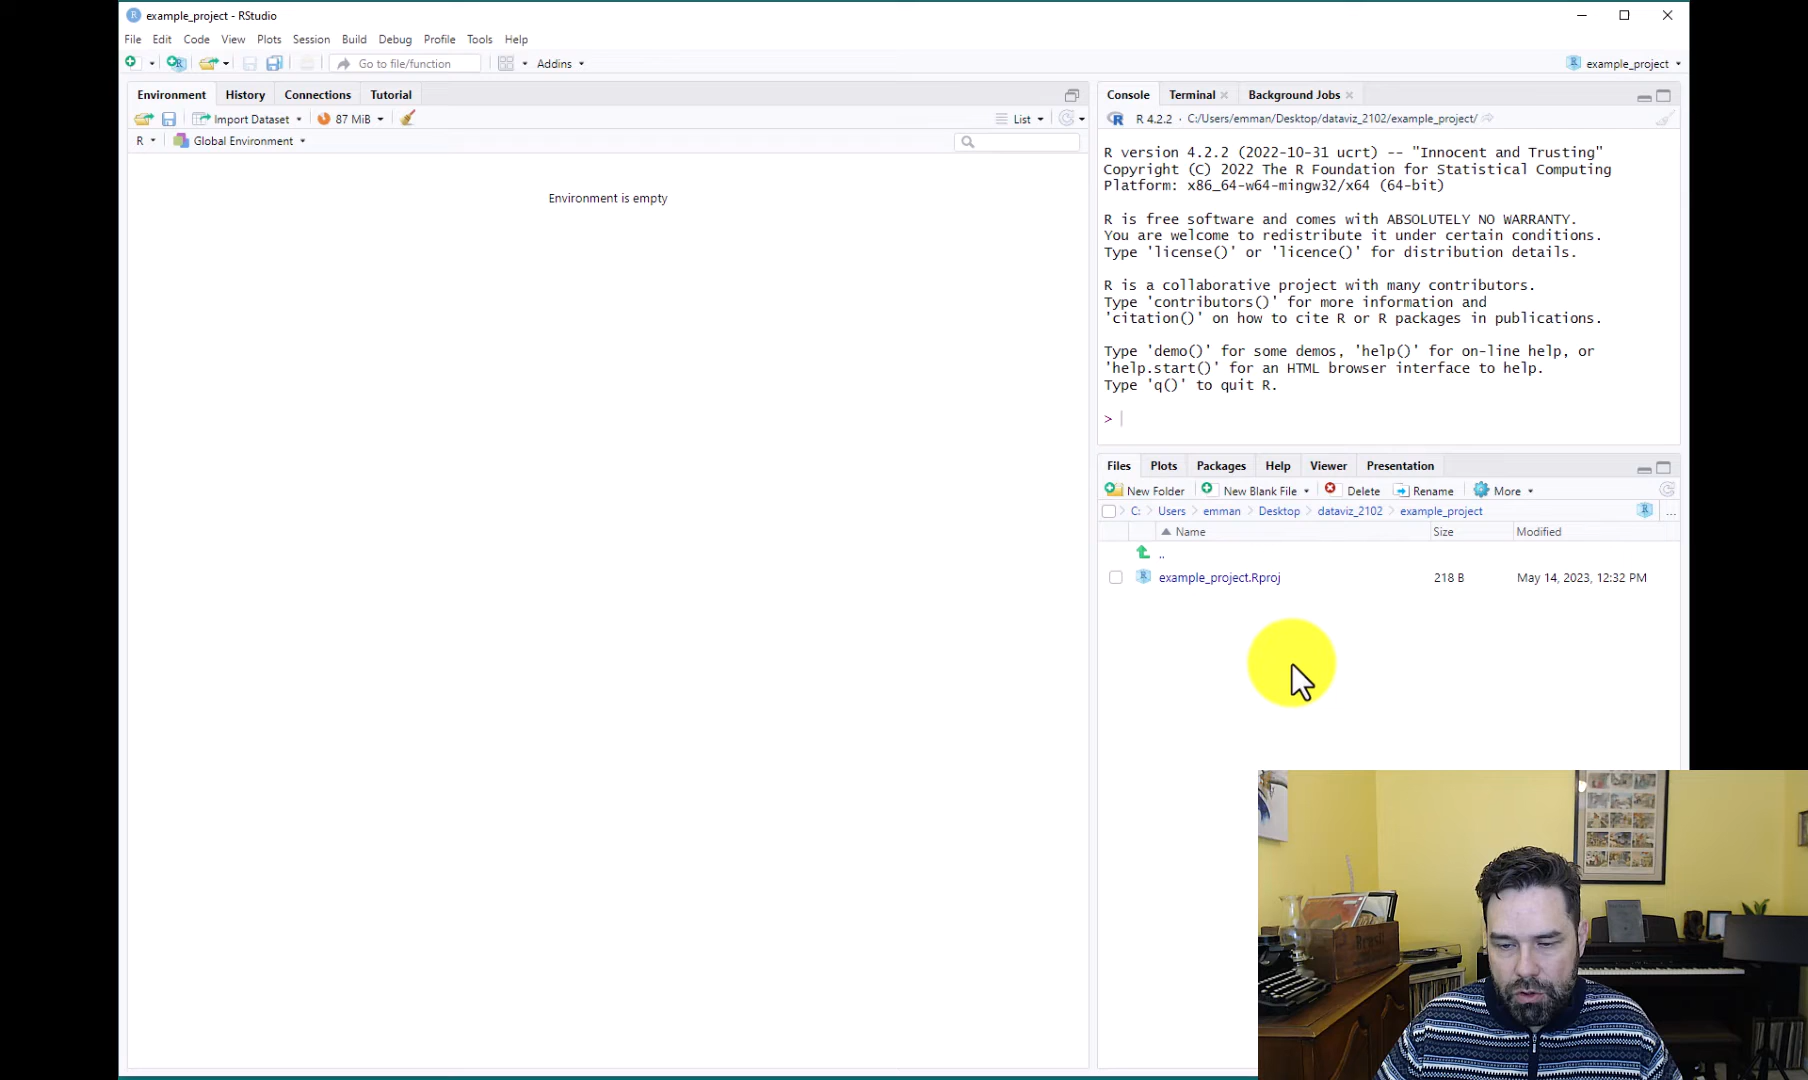 example_project - RStudio
File Edit Code View Plots Session Build Debug Profile Tools Help
Go to file/function Addins example_project
Environment History Connections Tutorial
Import Dataset 87 MiB List
R Global Environment
Environment is empty
Console Terminal Background Jobs
R 4.2.2 · C:/Users/emman/Desktop/dataviz_2102/example_project/
R version 4.2.2 (2022-10-31 ucrt) -- "Innocent and Trusting"
Copyright (C) 2022 The R Foundation for Statistical Computing
Platform: x86_64-w64-mingw32/x64 (64-bit)
R is free software and comes with ABSOLUTELY NO WARRANTY.
You are welcome to redistribute it under certain conditions.
Type 'license()' or 'licence()' for distribution details.
R is a collaborative project with many contributors.
Type 'contributors()' for more information and
'citation()' on how to cite R or R packages in publications.
Type 'demo()' for some demos, 'help()' for on-line help, or
'help.start()' for an HTML browser interface to help.
Type 'q()' to quit R.
>
Files Plots Packages Help Viewer Presentation
New Folder New Blank File Delete Rename More
C: Users emman Desktop dataviz_2102 example_project ...
Name Size Modified
..
example_project.Rproj 218 B May 14, 2023, 12:32 PM